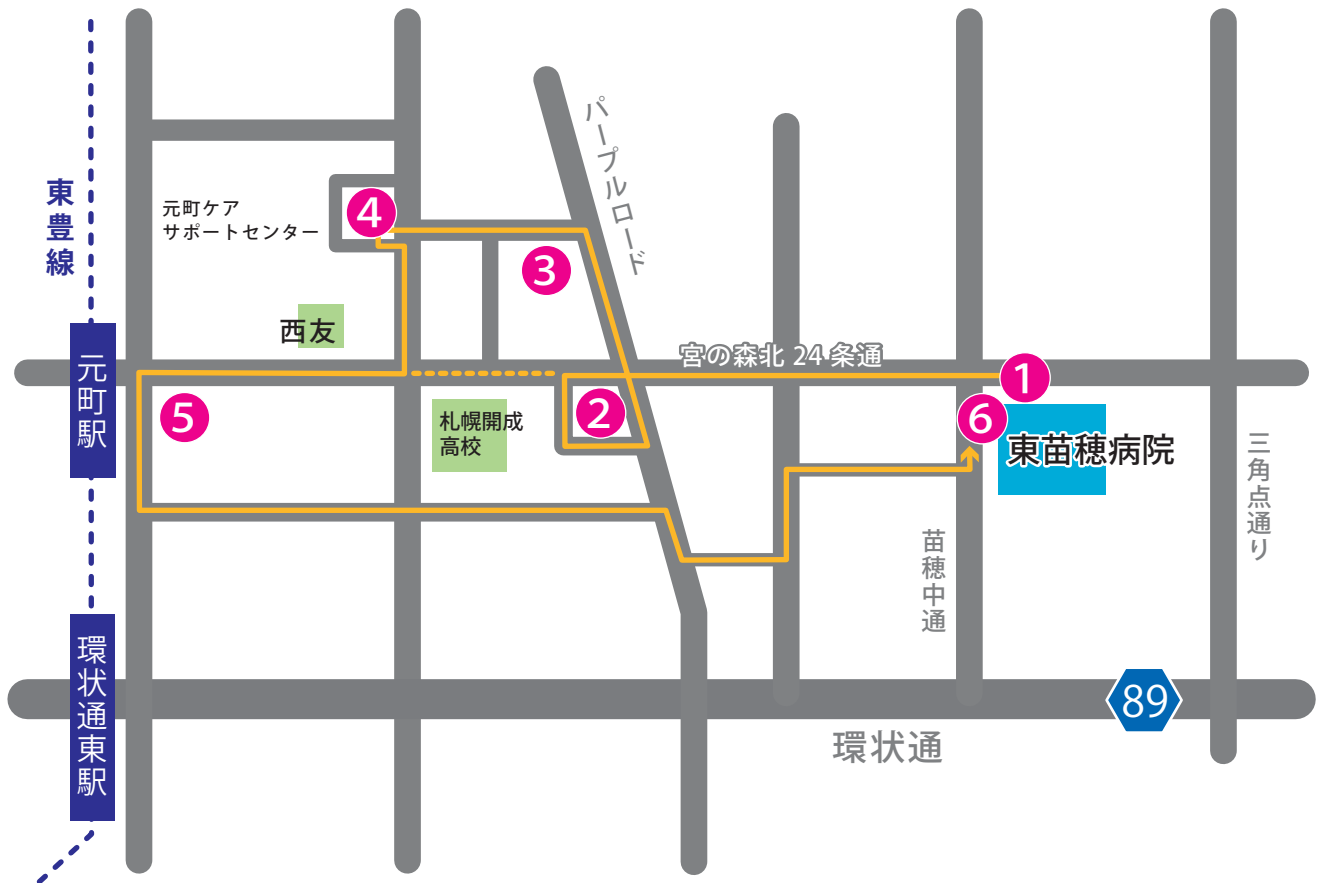 パープルロード
東豊線
元町ケア
サポートセンター
4
3
西友
宮の森北 24 条通
元町駅
1
2
5
6
札幌開成
高校
東苗穂病院
三角点通り
苗穂中通
環状通東駅
89
環状通